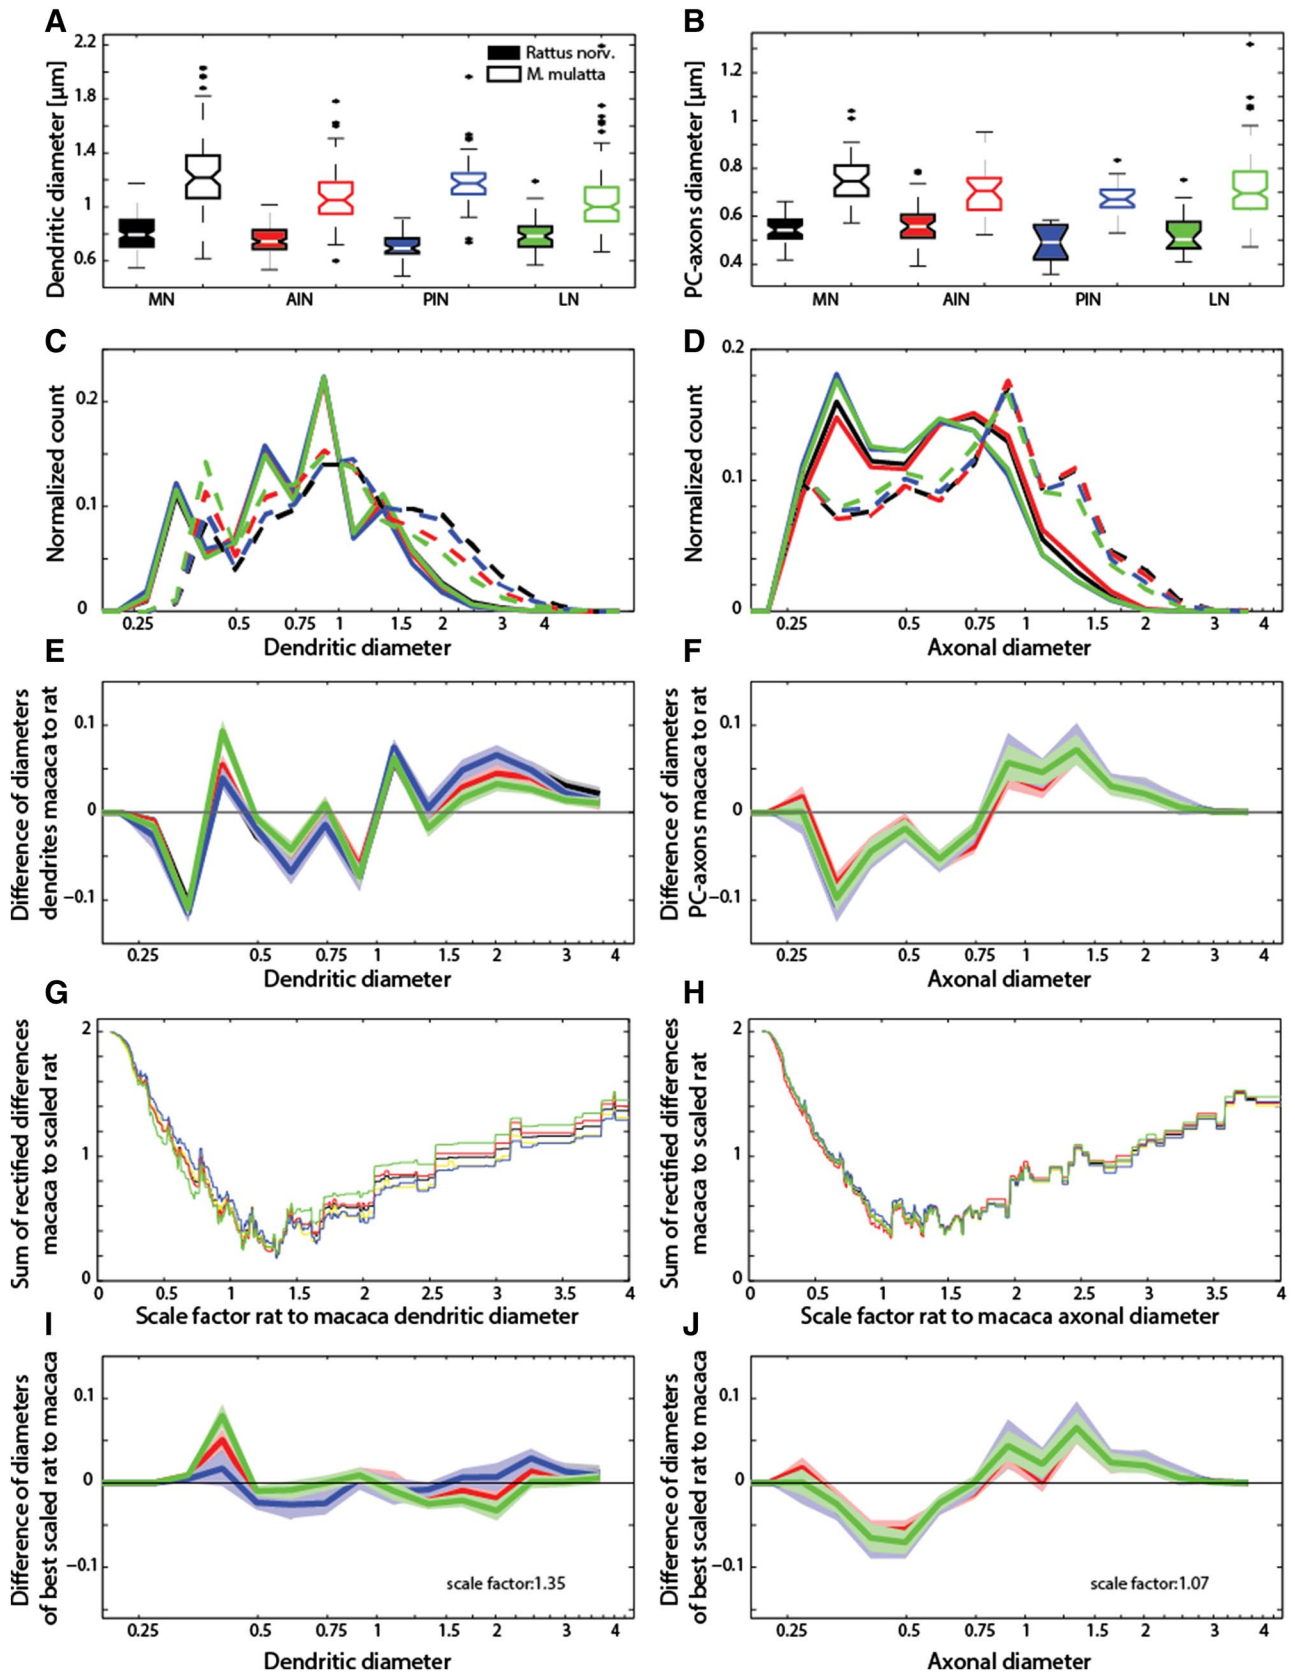 A
B
Dendritic diameter [µm]
2.2
1.8
1.4
1
0.6
Rattus norv.
M. mulatta
MN
AIN
PIN
LN
PC-axons diameter [µm]
1.2
1
0.8
0.6
0.4
MN
AIN
PIN
LN
C
D
Normalized count
0.2
0.1
0
0.25
0.5
0.75
1
1.5
2
3
4
Dendritic diameter
Normalized count
0.2
0.1
0
0.25
0.5
0.75
1
1.5
2
3
4
Axonal diameter
E
F
Difference of diameters
dendrites macaca to rat
0.1
0
−0.1
0.25
0.5
0.75
1
1.5
2
3
4
Dendritic diameter
Difference of diameters
PC-axons macaca to rat
0.1
0
−0.1
0.25
0.5
0.75
1
1.5
2
3
4
Axonal diameter
G
H
Sum of rectified differences
macaca to scaled rat
2
1
0
0
0.5
1
1.5
2
2.5
3
3.5
4
Scale factor rat to macaca dendritic diameter
Sum of rectified differences
macaca to scaled rat
2
1
0
0
0.5
1
1.5
2
2.5
3
3.5
4
Scale factor rat to macaca axonal diameter
I
J
Difference of diameters
of best scaled rat to macaca
0.1
0
−0.1
scale factor:1.35
0.25
0.5
0.75
1
1.5
2
3
4
Dendritic diameter
Difference of diameters
of best scaled rat to macaca
0.1
0
−0.1
scale factor:1.07
0.25
0.5
0.75
1
1.5
2
3
4
Axonal diameter